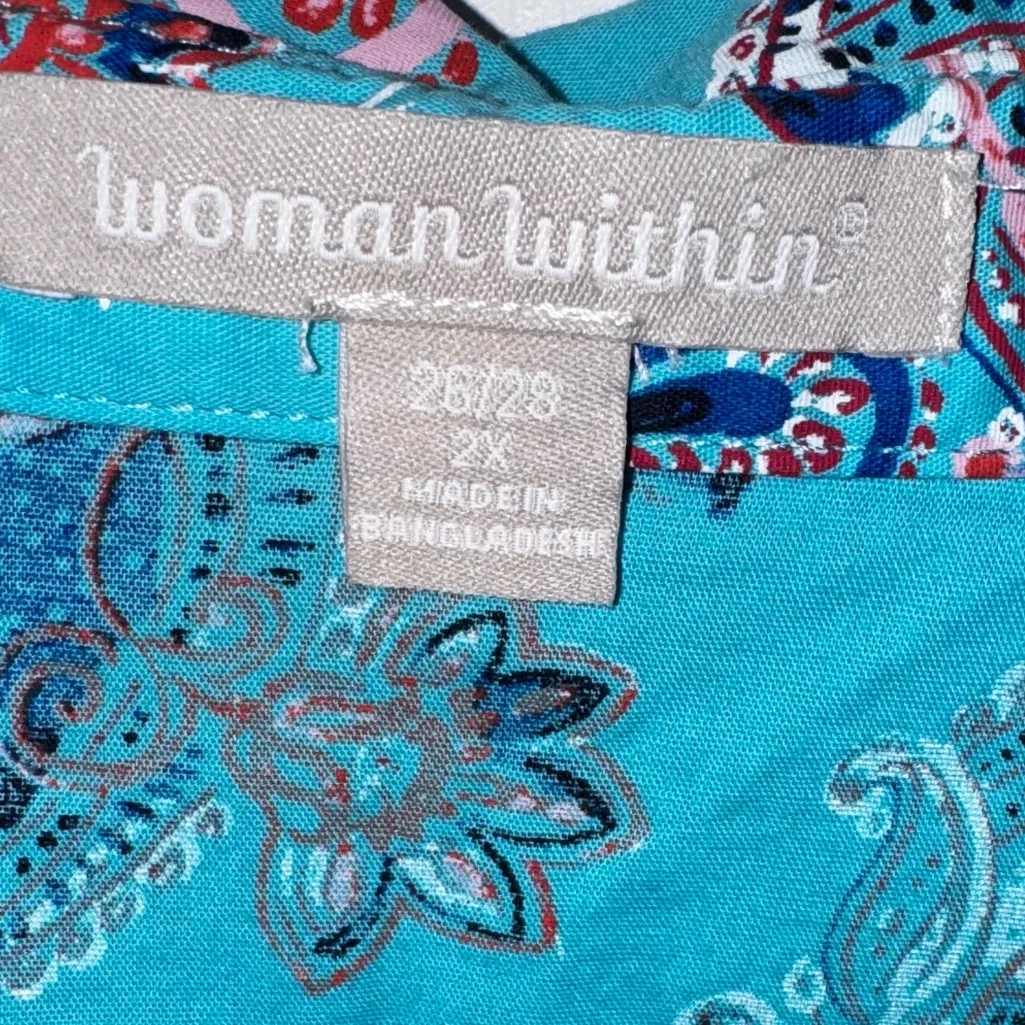 woman within®
26/28
2X
MADE IN
BANGLADESH